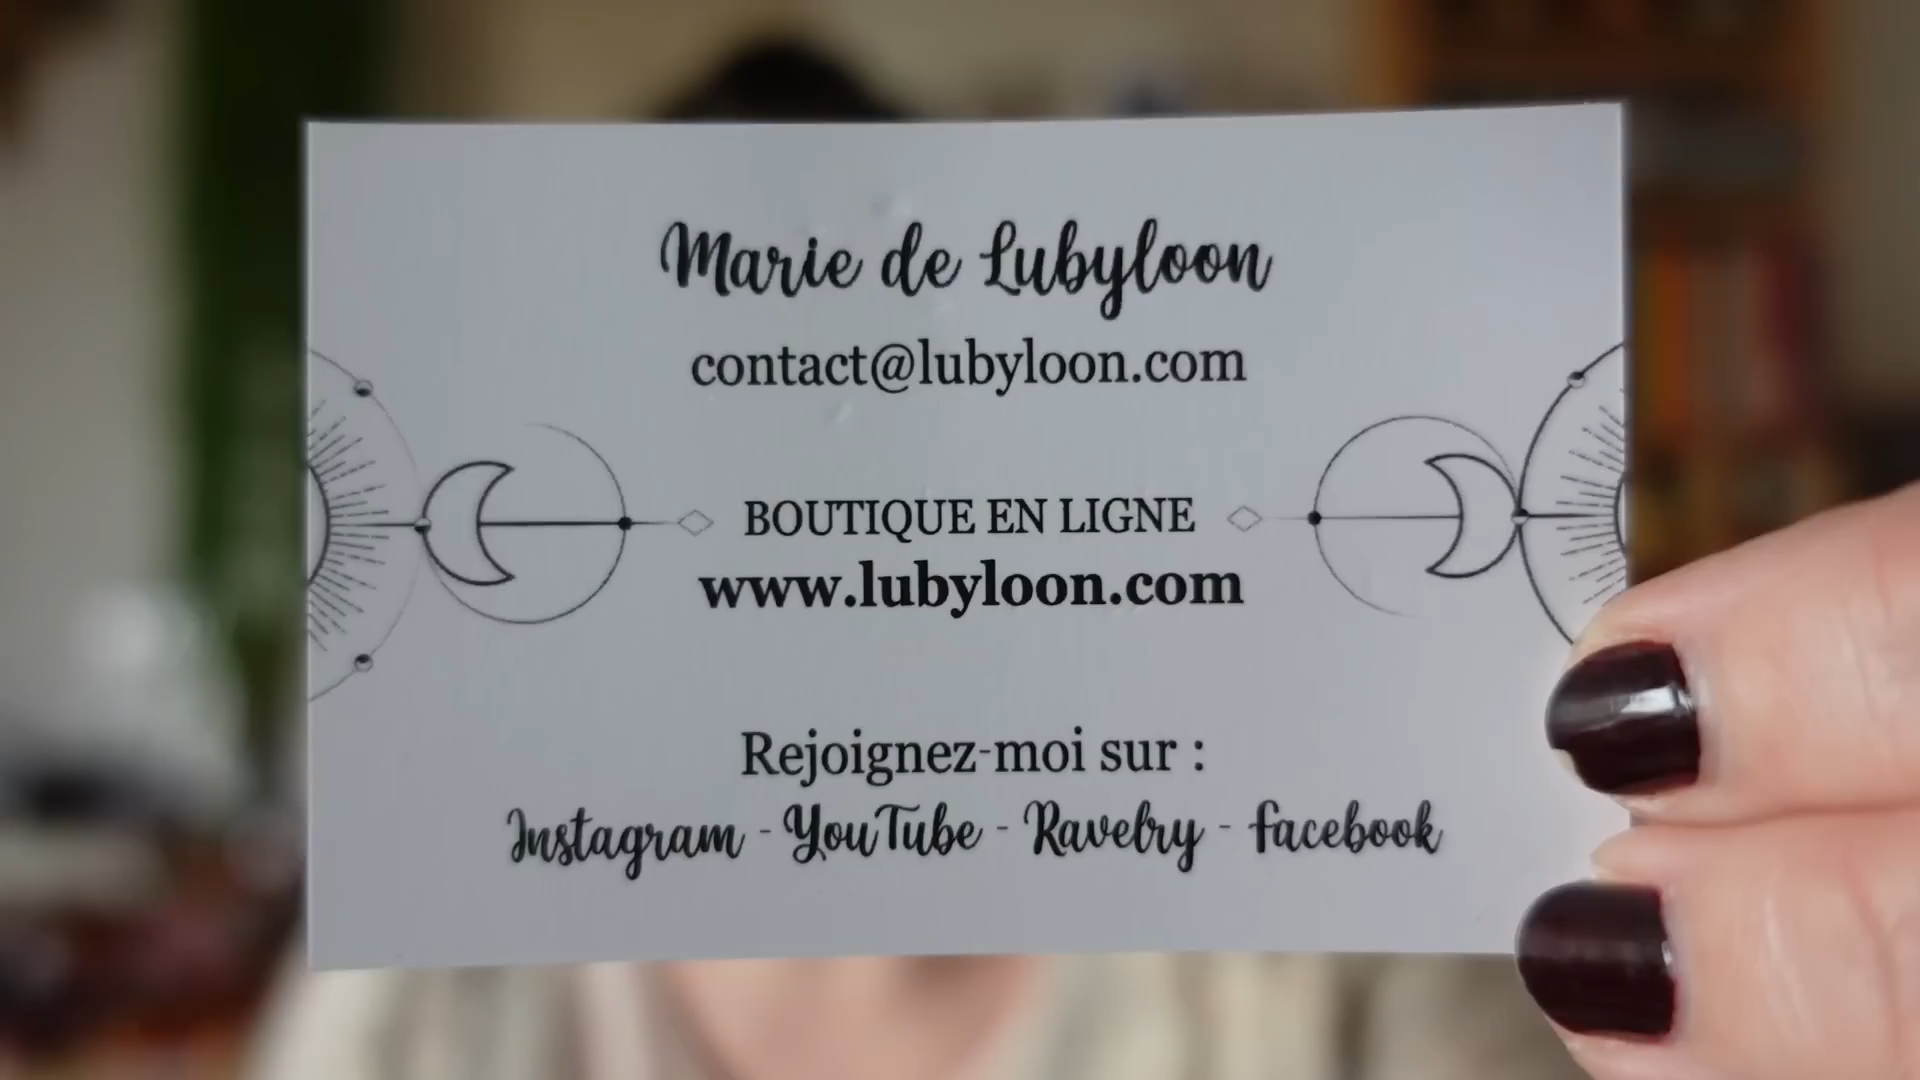 Marie de Lubyloon
contact@lubyloon.com
BOUTIQUE EN LIGNE
www.lubyloon.com
Rejoignez-moi sur :
Instagram - YouTube - Ravelry - Facebook